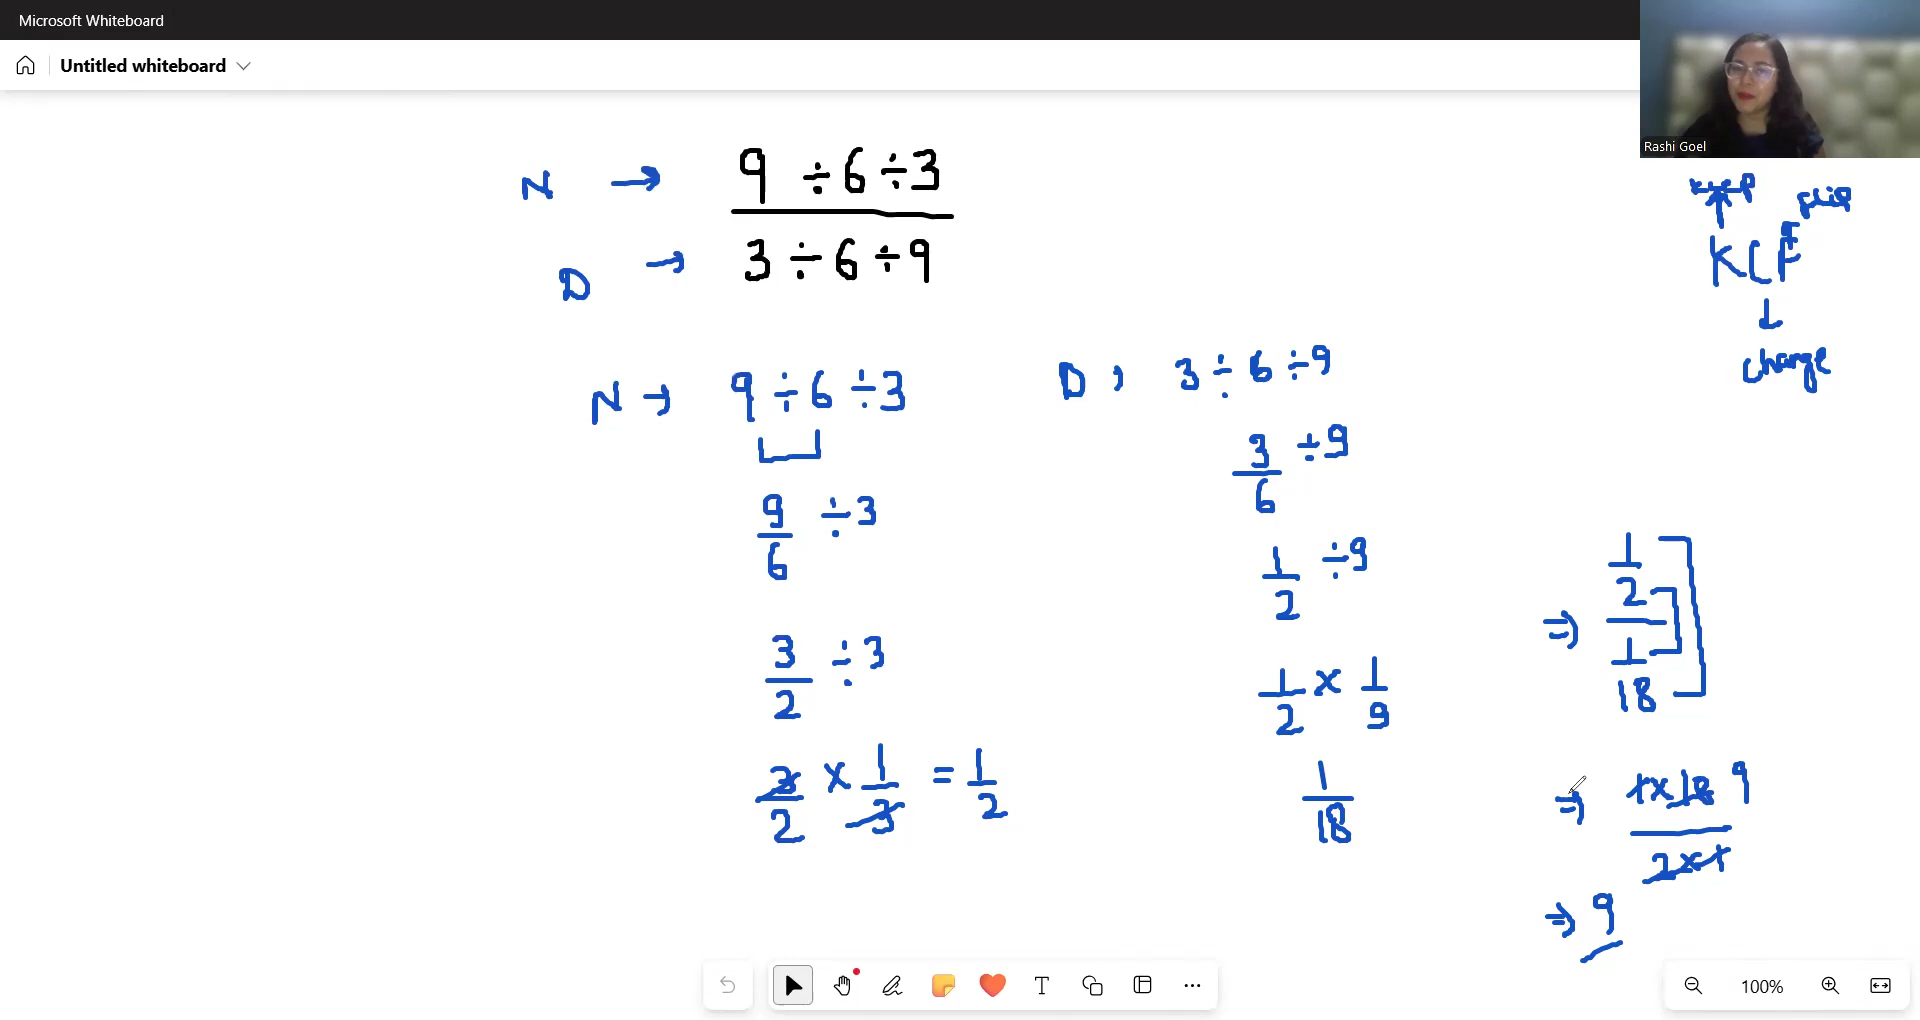 Microsoft Whiteboard
Untitled whiteboard
Rashi Goel
N → 9 ÷ 6 ÷ 3
D → 3 ÷ 6 ÷ 9
keep flip
KCF
↓
change
N → 9 ÷ 6 ÷ 3
9/6 ÷ 3
3/2 ÷ 3
3/2 × 1/3 = 1/2
D → 3 ÷ 6 ÷ 9
3/6 ÷ 9
1/2 ÷ 9
1/2 × 1/9
1/18
⇒ 1/2 / 1/18
⇒ 1×18 9 / 2×1
⇒ 9
T
100%